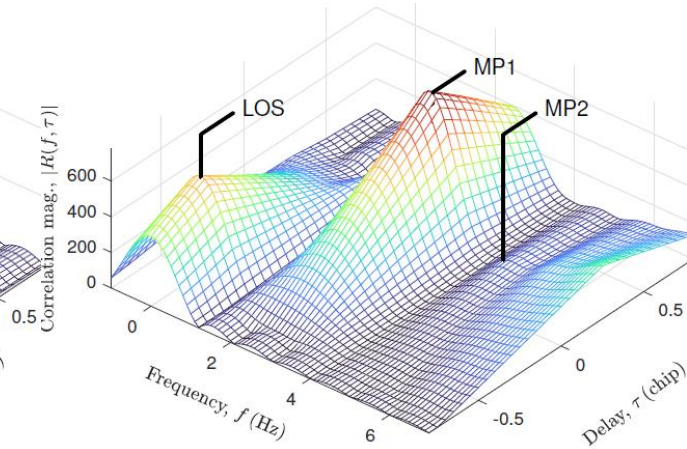 MP1
LOS
MP2
Correlation mag., |R(f, τ)|
600
400
200
0
0
2
4
6
Frequency, f (Hz)
-0.5
0
0.5
Delay, τ (chip)
0.5
)